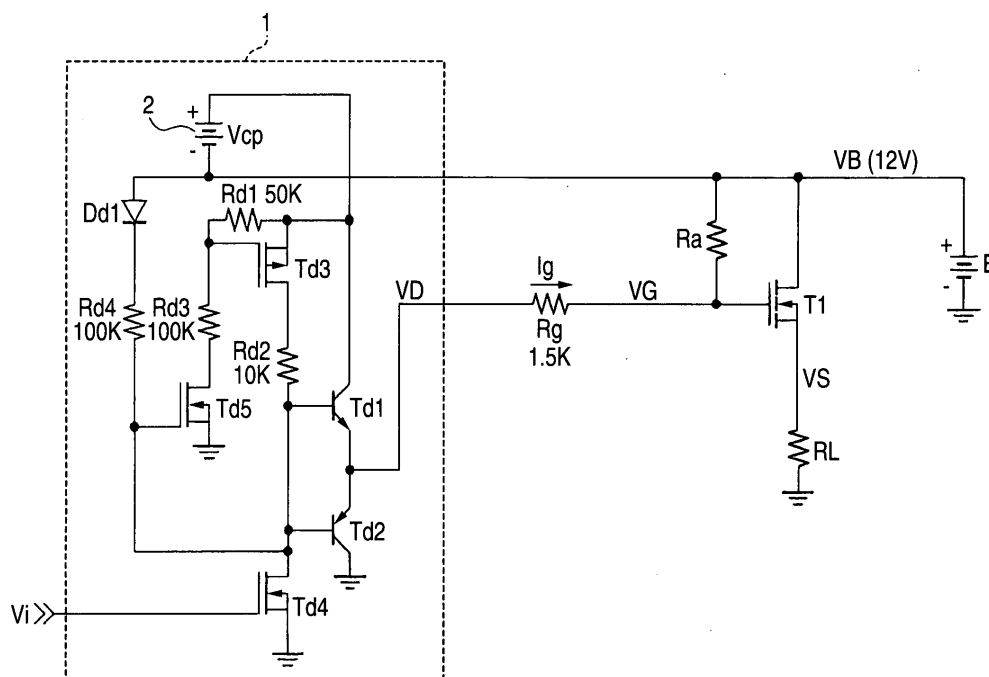 1
2
+
Vcp
-
VB (12V)
Rd1 50K
Dd1
Ra
+
E
-
Td3
Ig
VD
VG
T1
Rd4
100K
Rd3
100K
Rg
1.5K
Rd2
10K
VS
Td5
Td1
RL
Td2
Vi
Td4